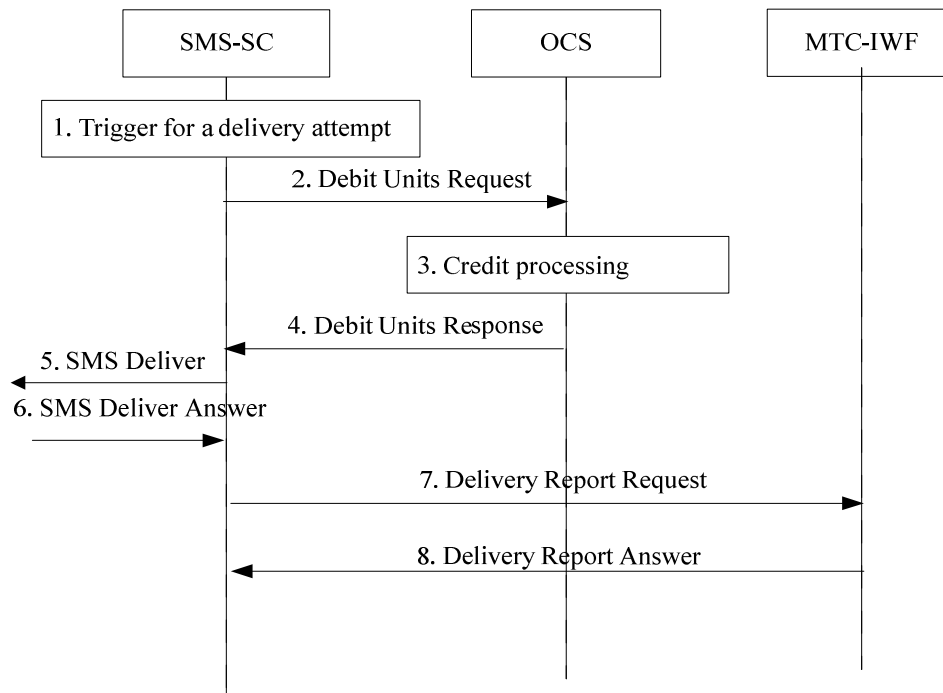 SMS-SC
OCS
MTC-IWF
1. Trigger for a delivery attempt
2. Debit Units Request
3. Credit processing
4. Debit Units Response
5. SMS Deliver
6. SMS Deliver Answer
7. Delivery Report Request
8. Delivery Report Answer